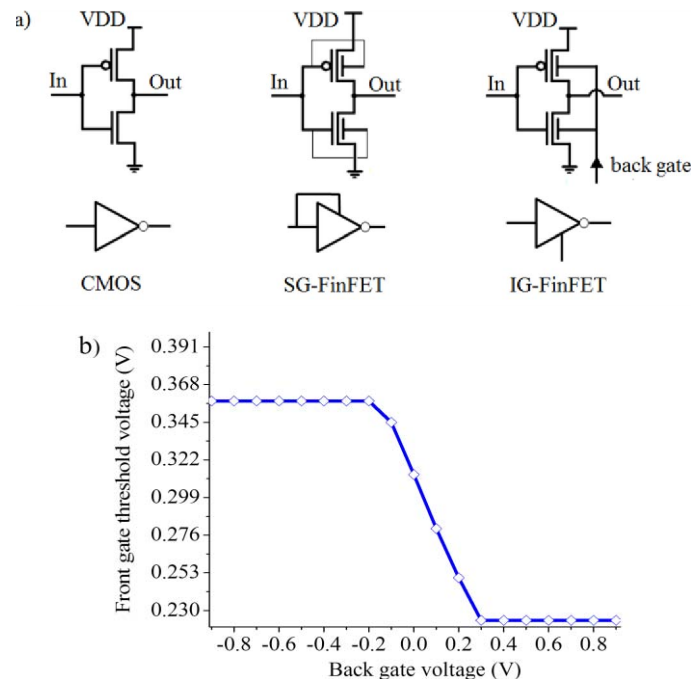 a)
VDD VDD VDD
In Out In Out In Out
back gate
CMOS SG-FinFET IG-FinFET
b)
Front gate threshold voltage (V)
0.391
0.368
0.345
0.322
0.299
0.276
0.253
0.230
-0.8 -0.6 -0.4 -0.2 0.0 0.2 0.4 0.6 0.8
Back gate voltage (V)